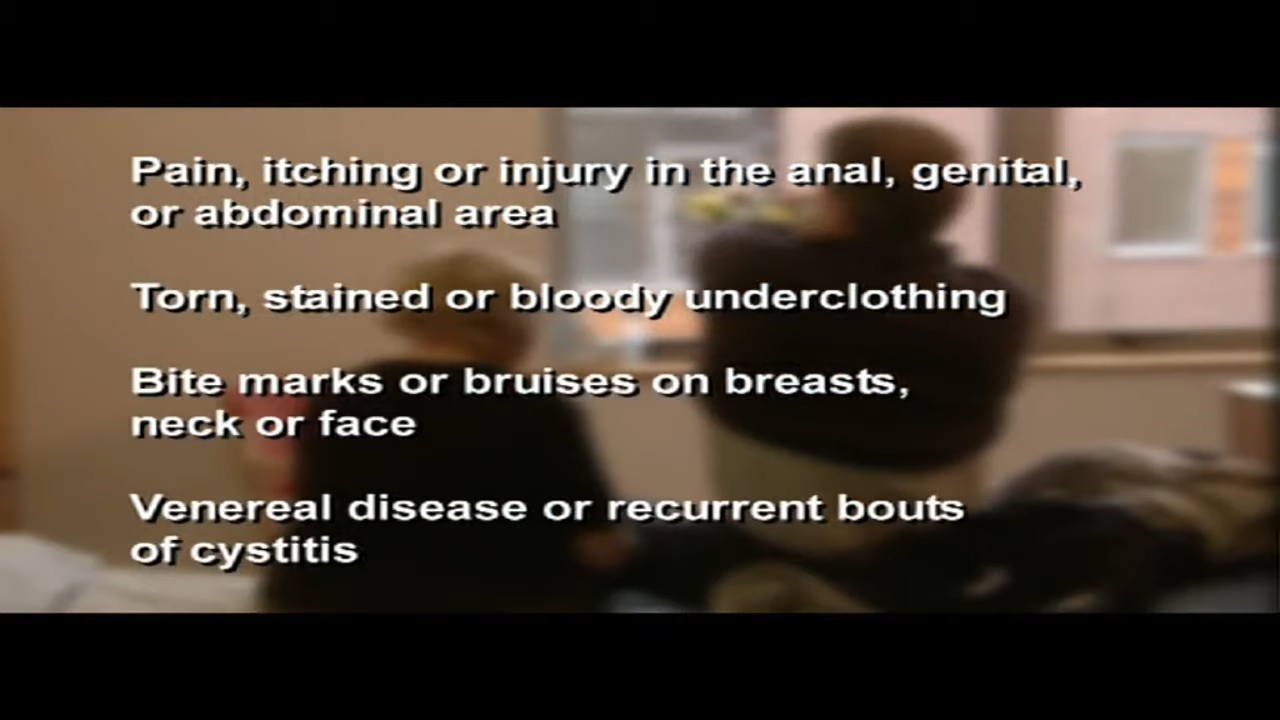 Pain, itching or injury in the anal, genital,
or abdominal area
Torn, stained or bloody underclothing
Bite marks or bruises on breasts,
neck or face
Venereal disease or recurrent bouts
of cystitis